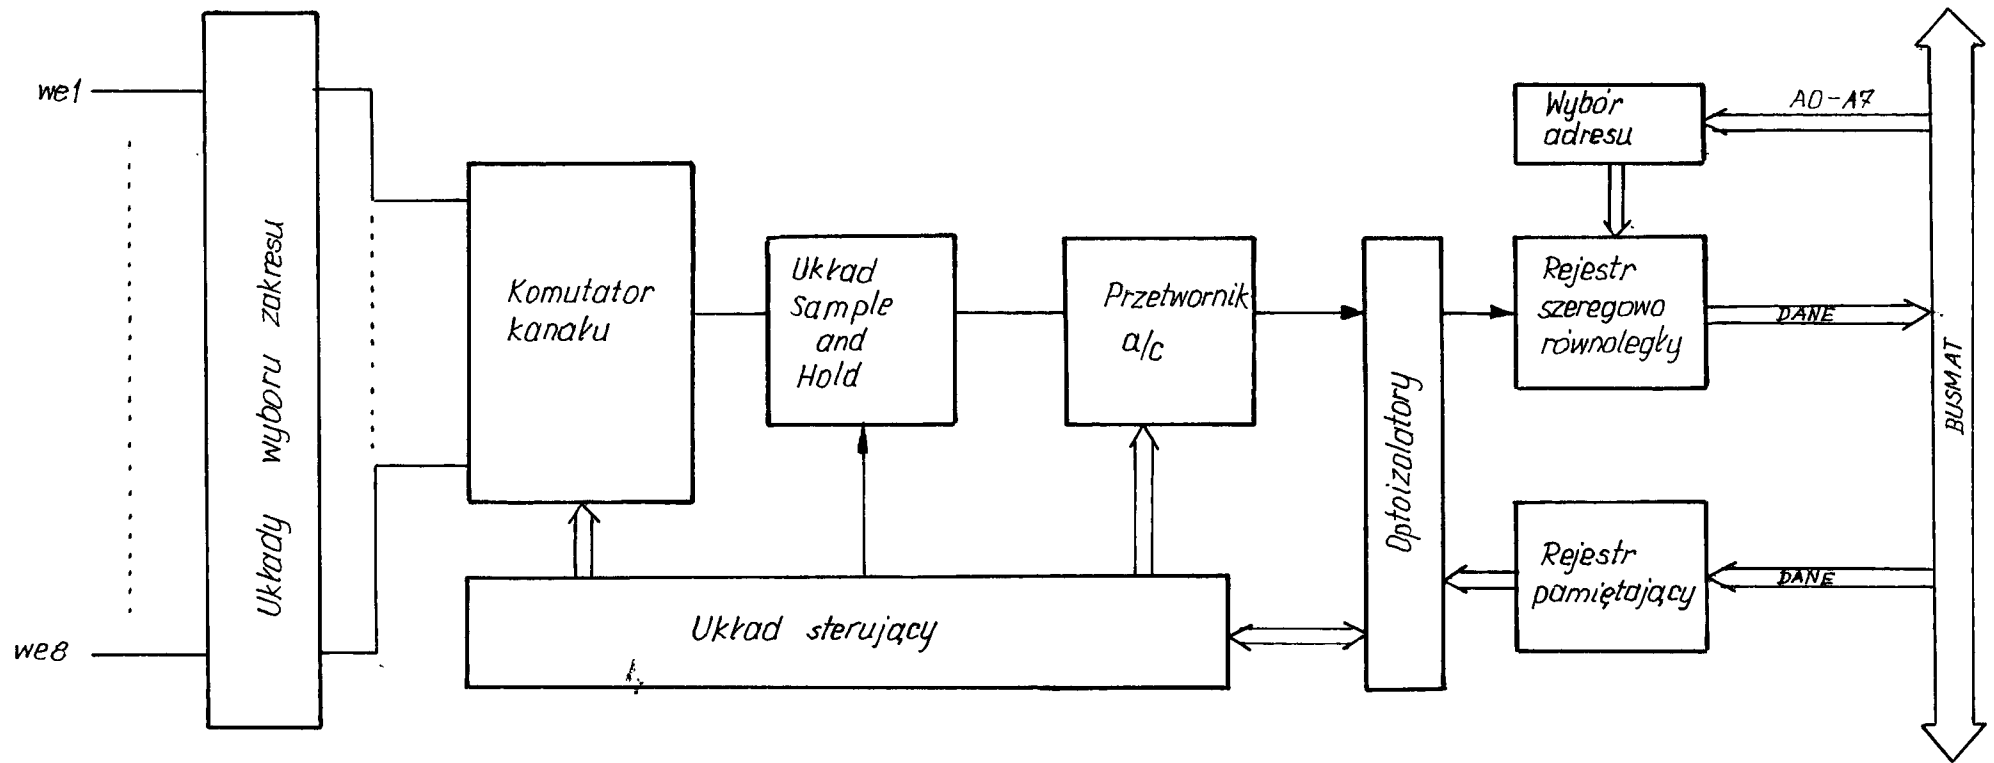 we1
we8
Układy wyboru zakresu
Komutator
kanału
Układ
Sample
and
Hold
Przetwornik
a/c
Układ sterujący
Optoizolatory
Wybór
adresu
A0-A7
Rejestr
szeregowo
równoległy
DANE
Rejestr
pamiętający
DANE
BUSMAT